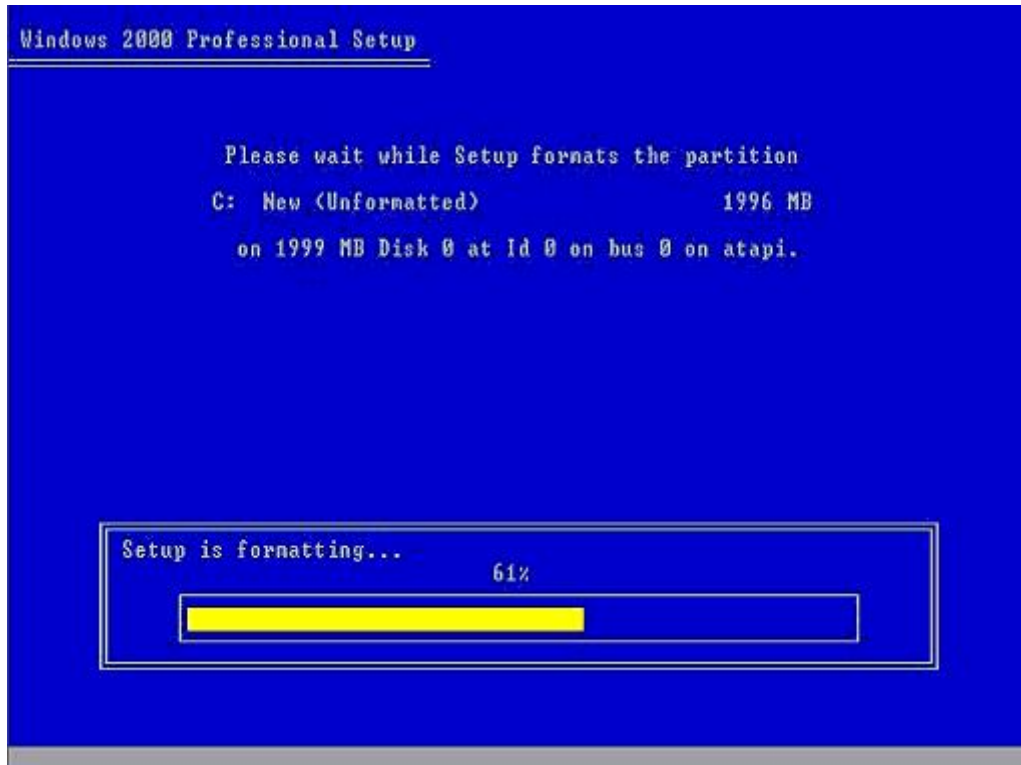 Windows 2000 Professional Setup
Please wait while Setup formats the partition
C: New (Unformatted) 1996 MB
on 1999 MB Disk 0 at Id 0 on bus 0 on atapi.
Setup is formatting...
61%